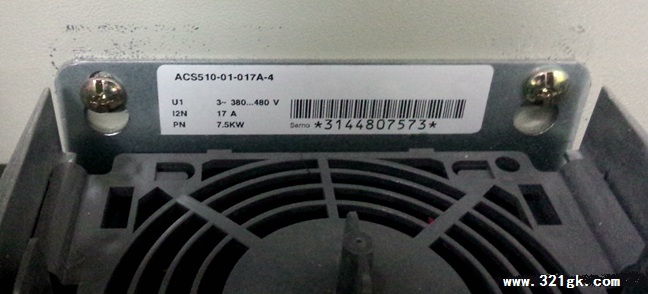 ACS510-01-017A-4
U1 3~ 380...480 V
I2N 17 A
PN 7.5KW
Serno *3144807573*
www.321gk.com